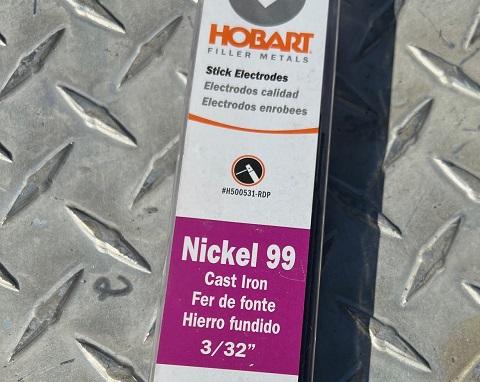 HOBART
FILLER METALS
Stick Electrodes
Electrodos calidad
Electrodos enrobees
#H500531-RDP
Nickel 99
Cast Iron
Fer de fonte
Hierro fundido
3/32"